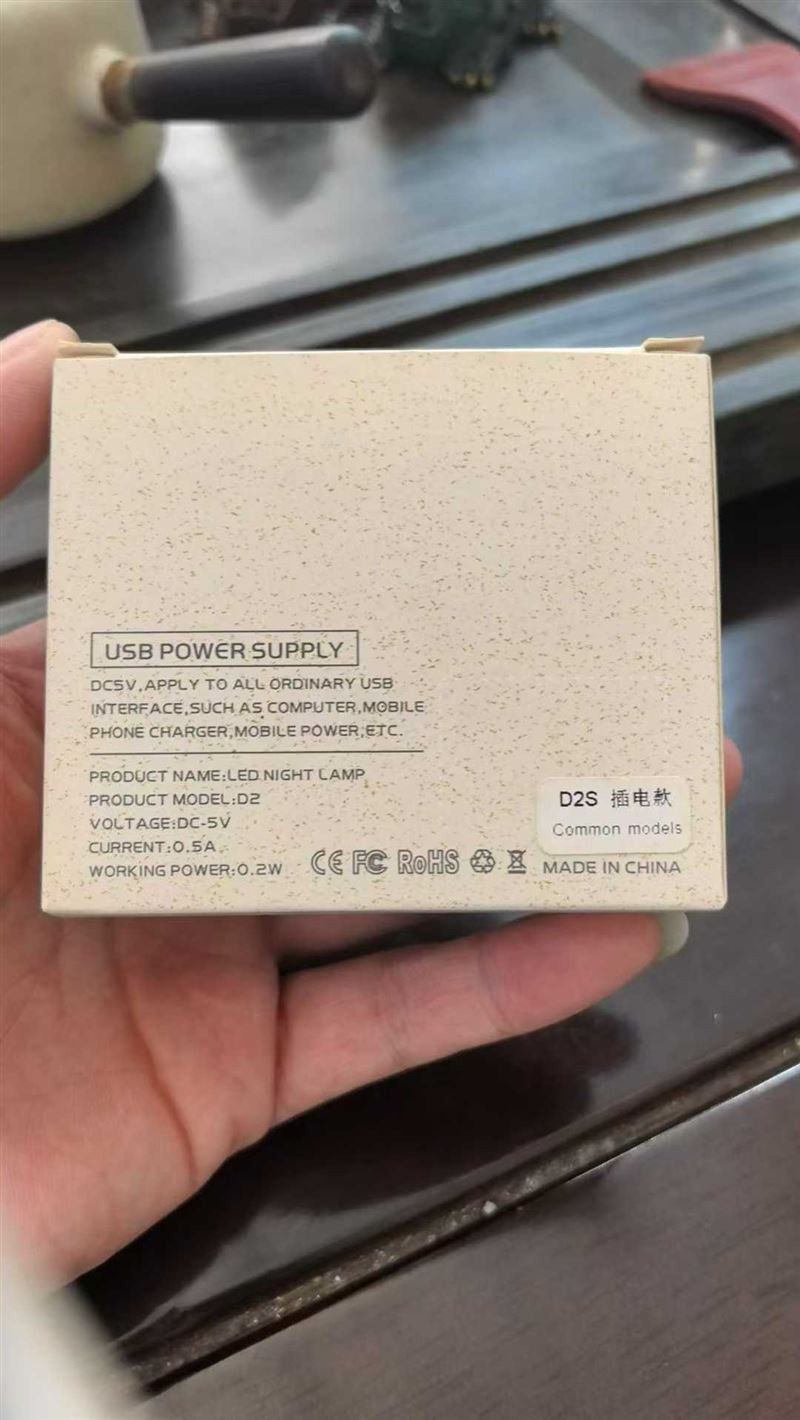 USB POWER SUPPLY
DC5V,APPLY TO ALL ORDINARY USB
INTERFACE,SUCH AS COMPUTER,MOBILE
PHONE CHARGER,MOBILE POWER,ETC.
PRODUCT NAME:LED NIGHT LAMP
PRODUCT MODEL:D2
VOLTAGE:DC-5V
CURRENT:0.5A
WORKING POWER:0.2W
CE FC RoHS
D2S 插电款
Common models
MADE IN CHINA